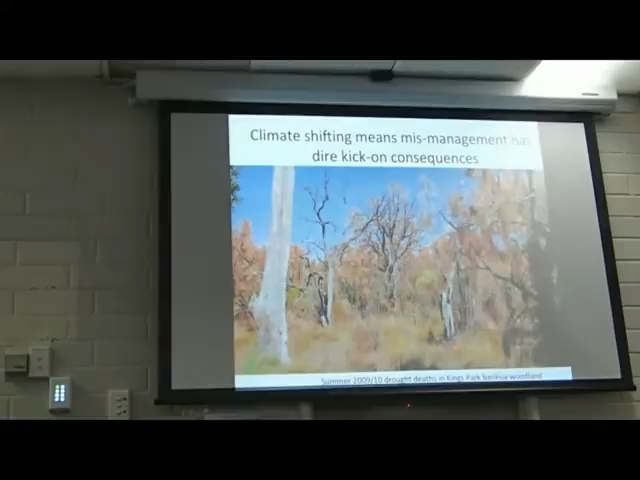 Climate shifting means mis-management has
dire kick-on consequences
Summer 2009/10 drought deaths in Kings Park banksia woodland